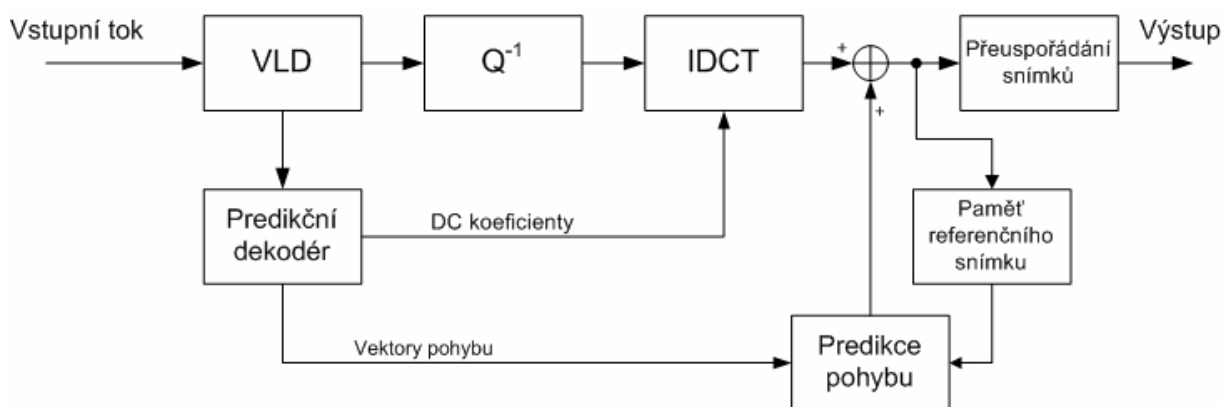 Vstupní tok
VLD
Q-1
IDCT
+
+
Přeuspořádání
snímků
Výstup
Predikční
dekodér
DC koeficienty
Paměť
referenčního
snímku
Vektory pohybu
Predikce
pohybu